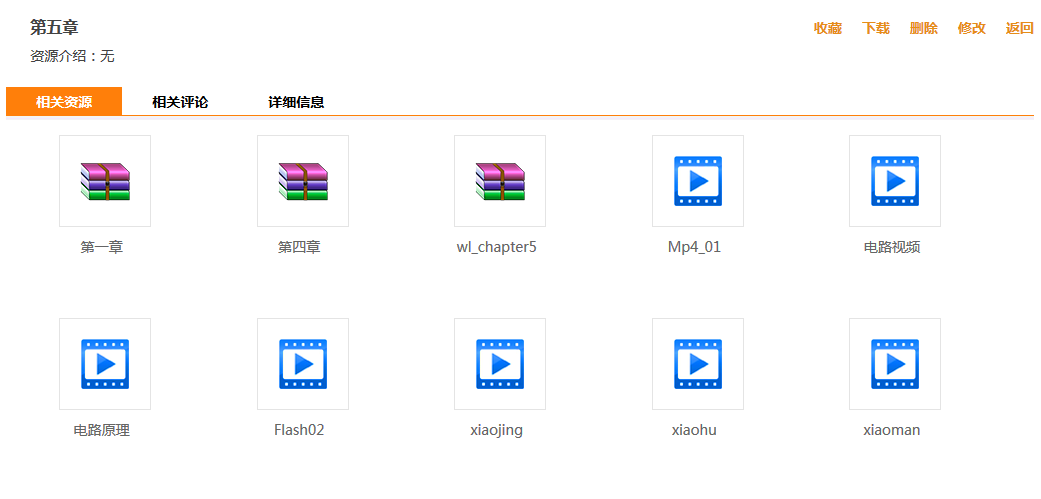 第五章
收藏 下载 删除 修改 返回
资源介绍：无
相关资源 相关评论 详细信息
第一章 第四章 wl_chapter5 Mp4_01 电路视频
电路原理 Flash02 xiaojing xiaohu xiaoman